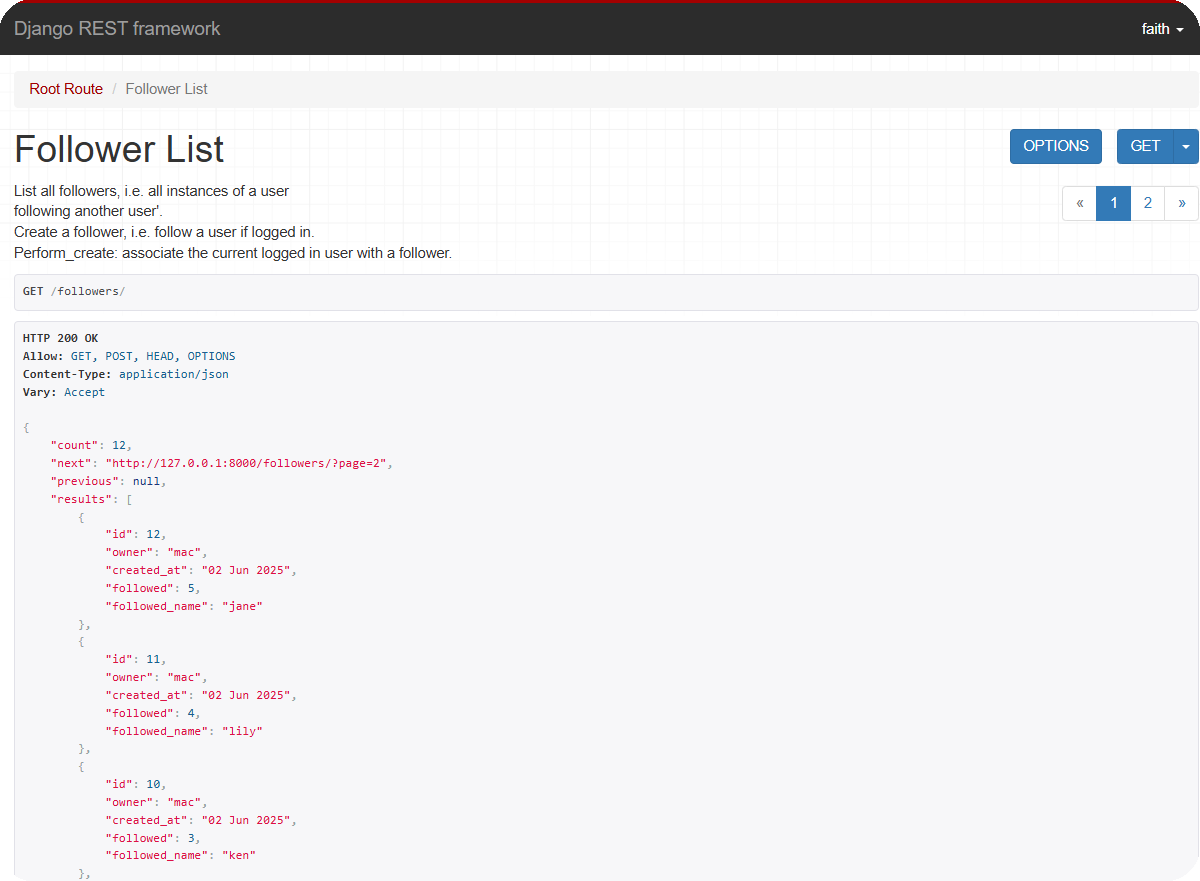 Django REST framework
faith
Root Route / Follower List
Follower List
OPTIONS
GET
List all followers, i.e. all instances of a user
following another user'.
Create a follower, i.e. follow a user if logged in.
Perform_create: associate the current logged in user with a follower.
« 1 2 »
GET /followers/
HTTP 200 OK
Allow: GET, POST, HEAD, OPTIONS
Content-Type: application/json
Vary: Accept
{
    "count": 12,
    "next": "http://127.0.0.1:8000/followers/?page=2",
    "previous": null,
    "results": [
        {
            "id": 12,
            "owner": "mac",
            "created_at": "02 Jun 2025",
            "followed": 5,
            "followed_name": "jane"
        },
        {
            "id": 11,
            "owner": "mac",
            "created_at": "02 Jun 2025",
            "followed": 4,
            "followed_name": "lily"
        },
        {
            "id": 10,
            "owner": "mac",
            "created_at": "02 Jun 2025",
            "followed": 3,
            "followed_name": "ken"
        },